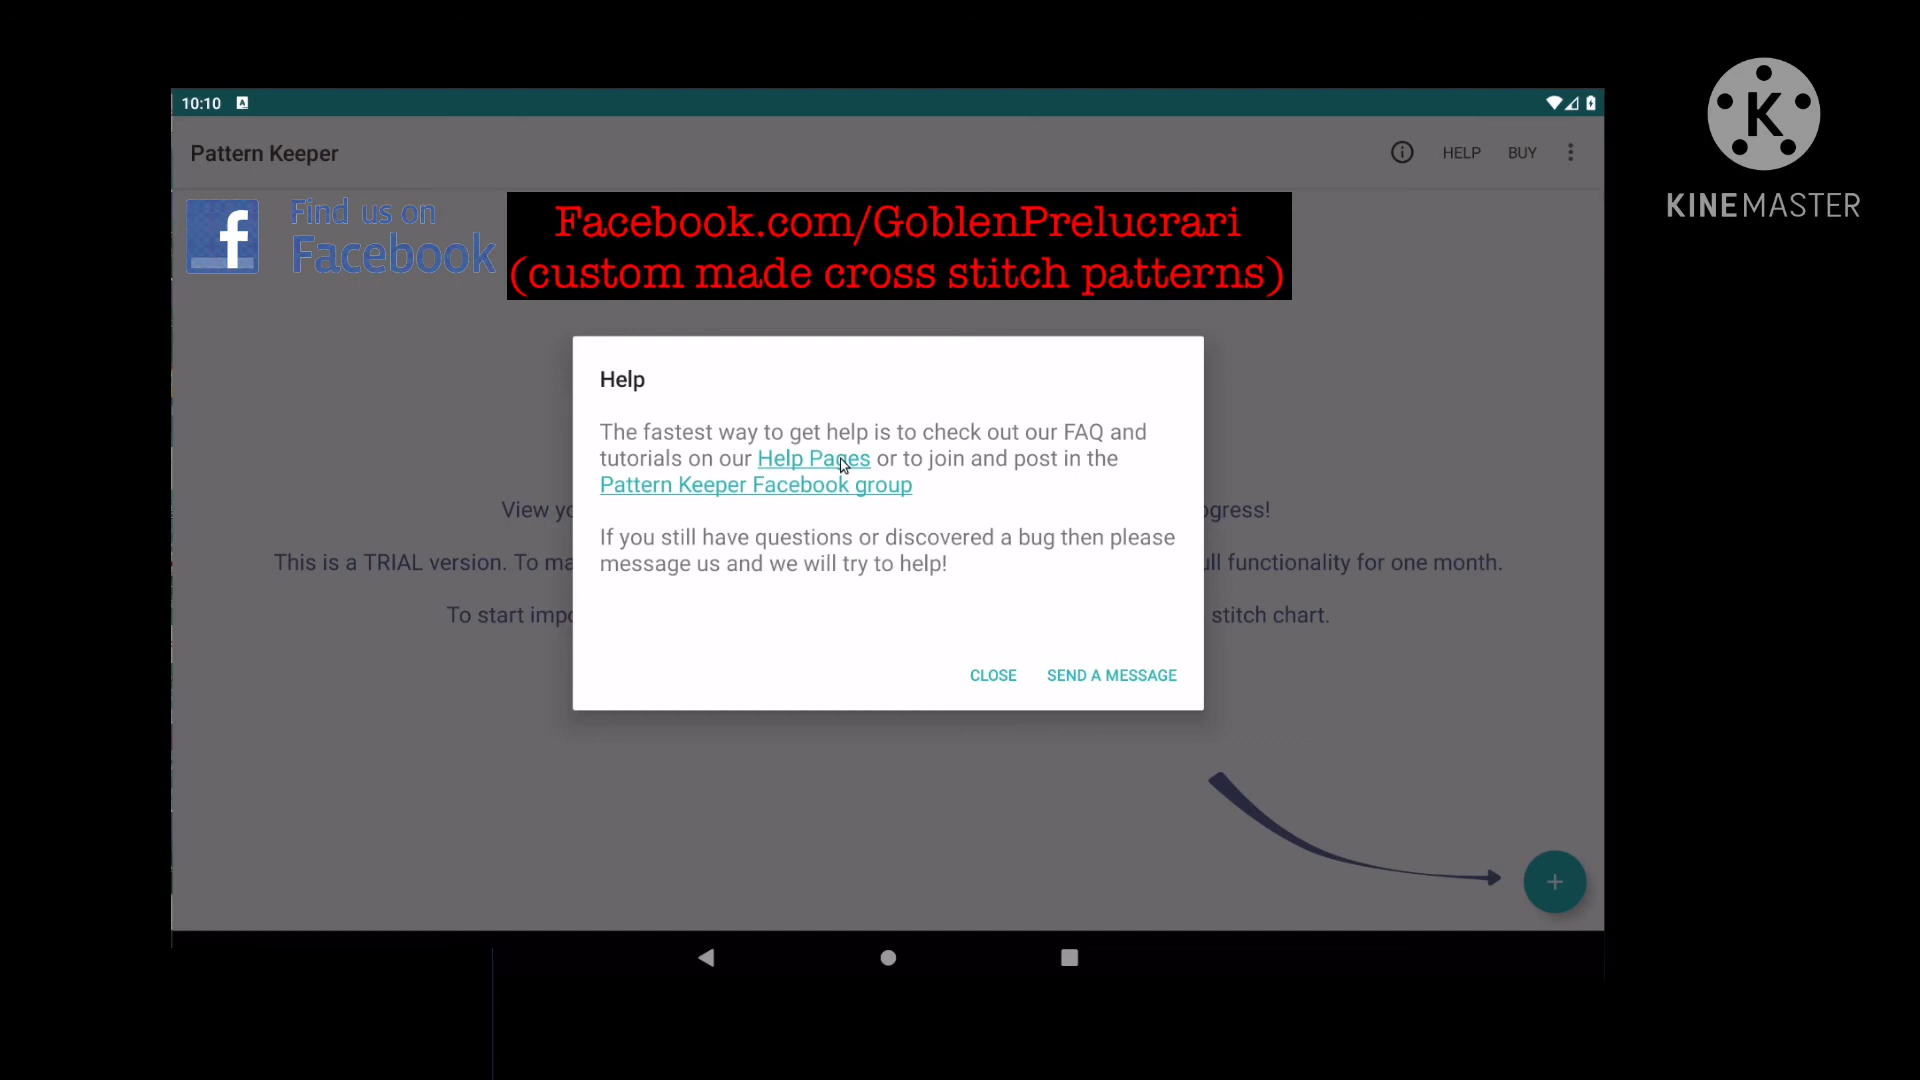 10:10
Pattern Keeper
HELP
BUY
KINEMASTER
Find us on
Facebook
Facebook.com/GoblenPrelucrari
(custom made cross stitch patterns)
Help
The fastest way to get help is to check out our FAQ and
tutorials on our Help Pages or to join and post in the
Pattern Keeper Facebook group
If you still have questions or discovered a bug then please
message us and we will try to help!
CLOSE SEND A MESSAGE
View
This is a TRIAL version. To
functionality for one month.
To start
stitch chart.